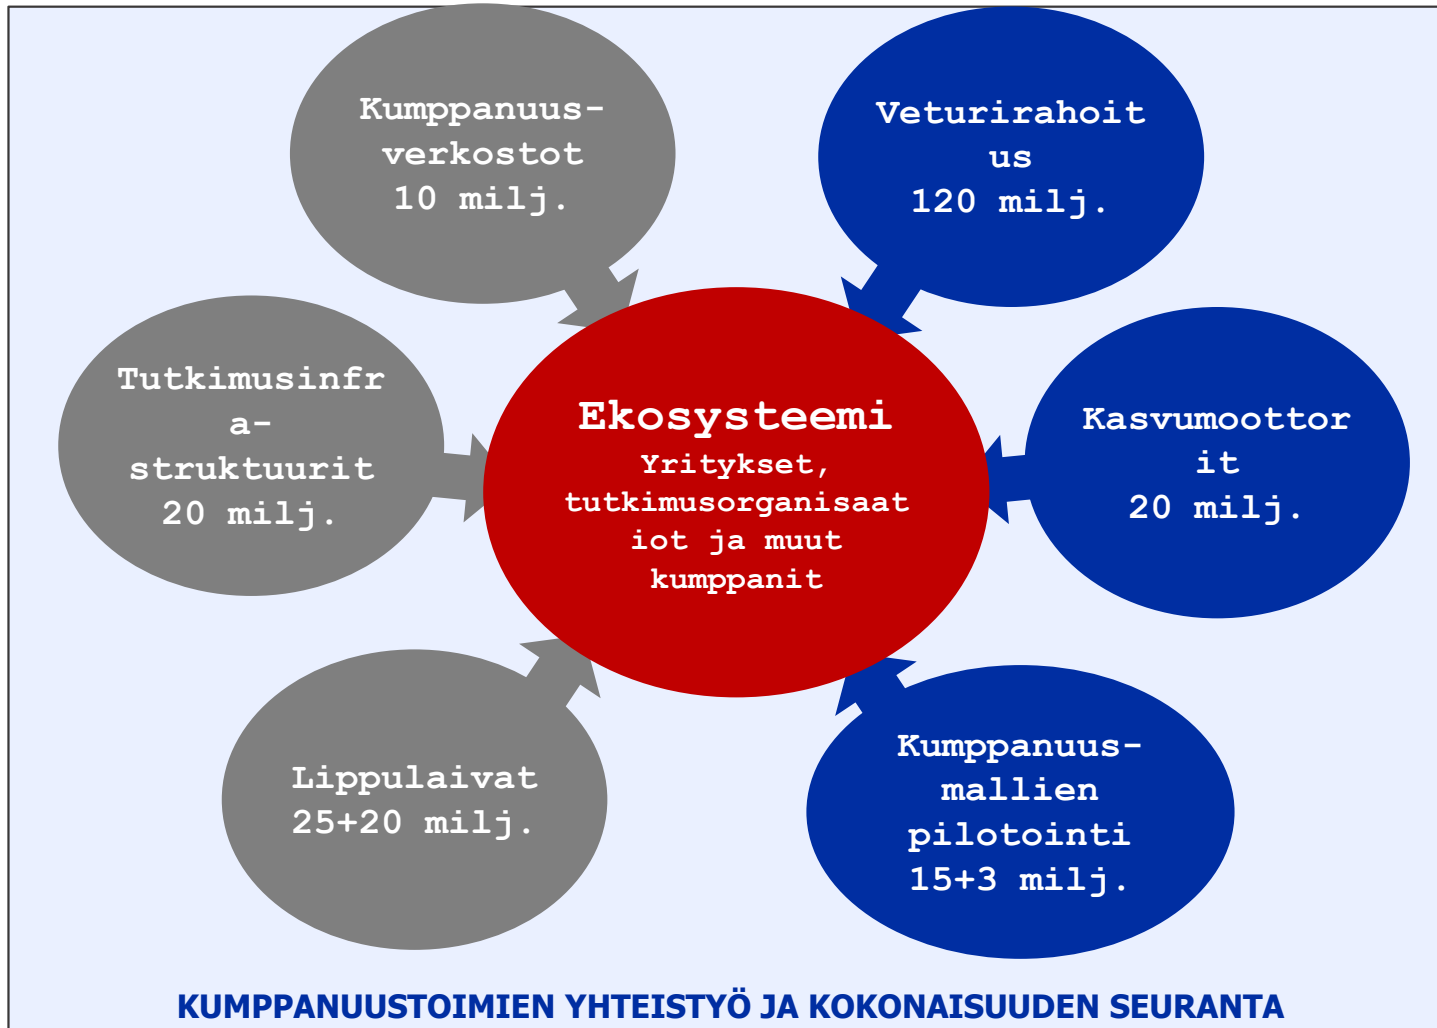 Kumppanuus-
verkostot
10 milj.
Veturirahoit
us
120 milj.
Tutkimusinfr
a-
struktuurit
20 milj.
Ekosysteemi
Yritykset,
tutkimusorganisaat
iot ja muut
kumppanit
Kasvumoottor
it
20 milj.
Lippulaivat
25+20 milj.
Kumppanuus-
mallien
pilotointi
15+3 milj.
KUMPPANUUSTOIMIEN YHTEISTYÖ JA KOKONAISUUDEN SEURANTA